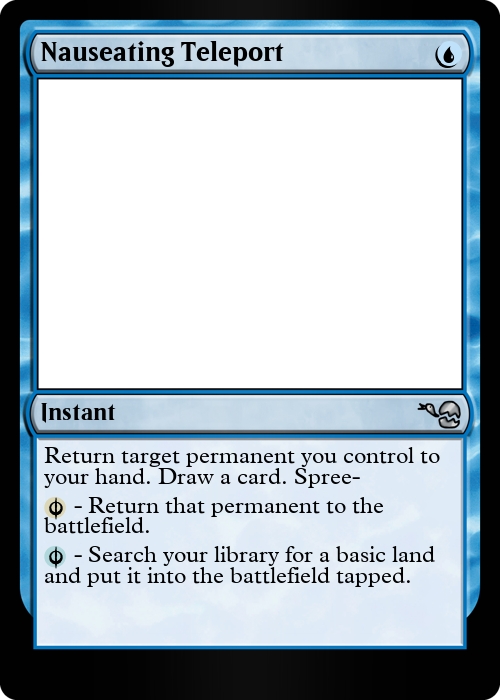 Nauseating Teleport
Instant
Return target permanent you control to
your hand. Draw a card. Spree-
- Return that permanent to the
battlefield.
- Search your library for a basic land
and put it into the battlefield tapped.